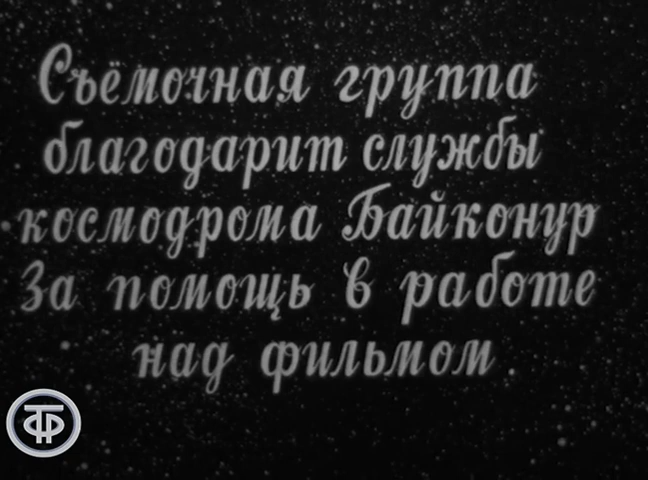 Съёмочная группа
благодарит службы
космодрома Байконур
За помощь в работе
над фильмом.